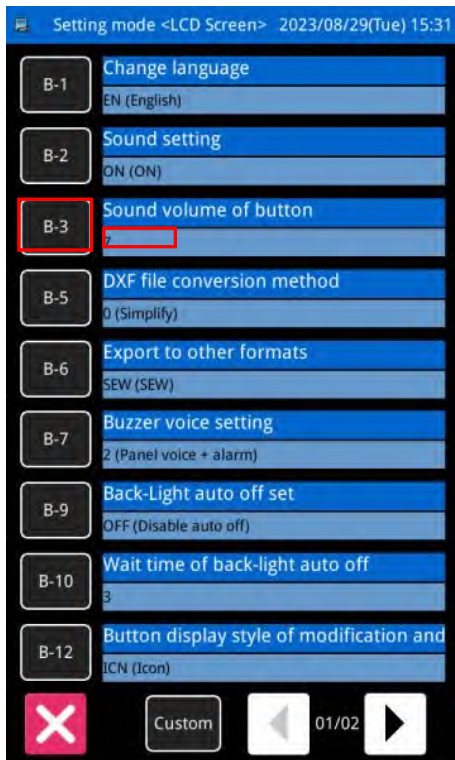 Setting mode <LCD Screen> 2023/08/29(Tue) 15:31
B-1
Change language
EN (English)
B-2
Sound setting
ON (ON)
B-3
Sound volume of button
7
B-5
DXF file conversion method
0 (Simplify)
B-6
Export to other formats
SEW (SEW)
B-7
Buzzer voice setting
2 (Panel voice + alarm)
B-9
Back-Light auto off set
OFF (Disable auto off)
B-10
Wait time of back-light auto off
3
B-12
Button display style of modification and
ICN (Icon)
Custom
01/02